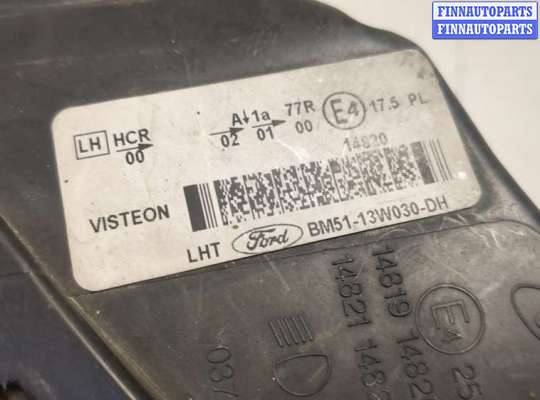 FINNAUTOPARTS
FINNAUTOPARTS
LH HCR 00
A 1a 77R E4 17.5 PL
02 01 00
14820
VISTEON
LHT Ford BM51-13W030-DH
14819
14821
E4 25